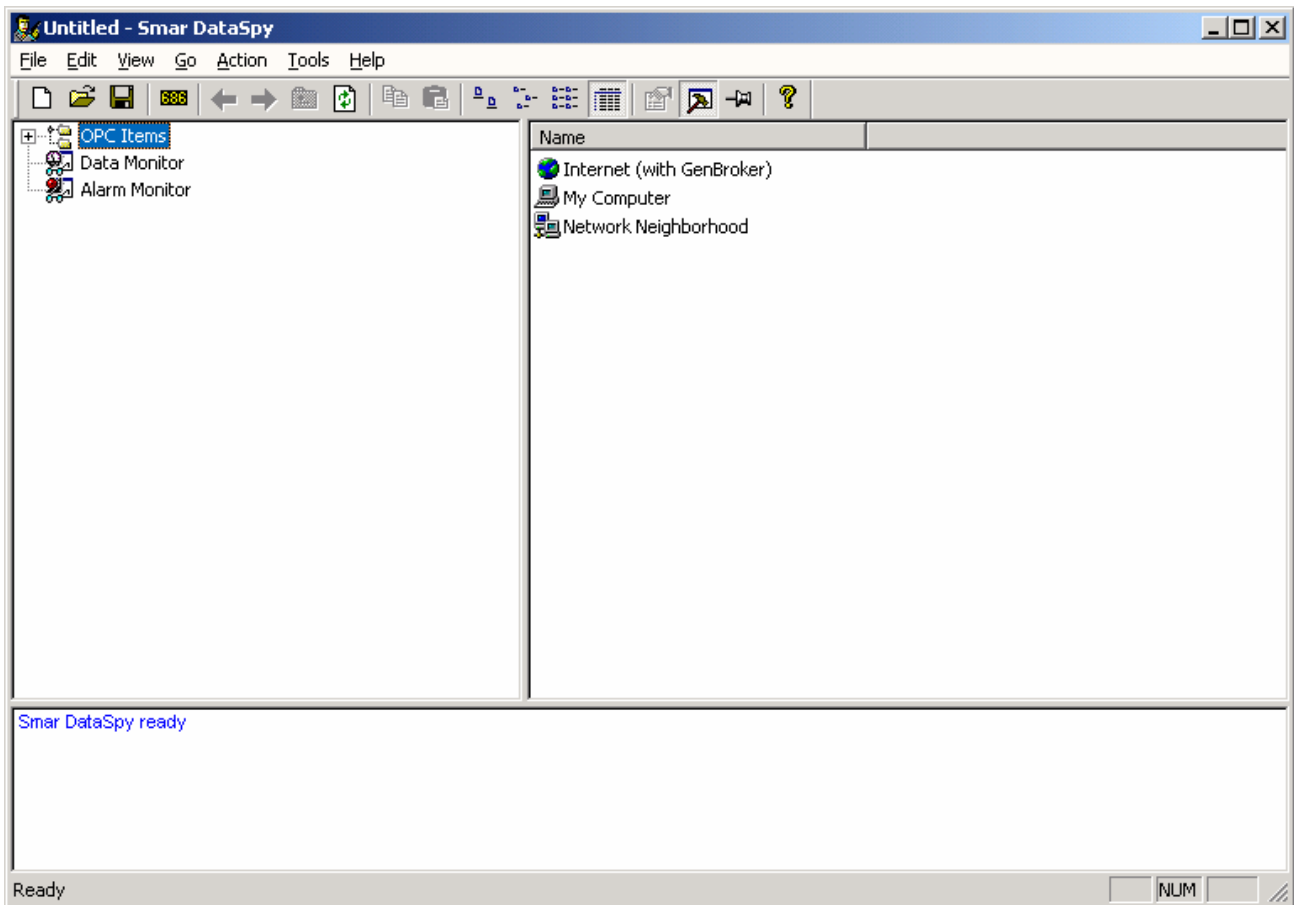 Untitled - Smar DataSpy
File Edit View Go Action Tools Help
686
OPC Items
Data Monitor
Alarm Monitor
Name
Internet (with GenBroker)
My Computer
Network Neighborhood
Smar DataSpy ready
Ready
NUM